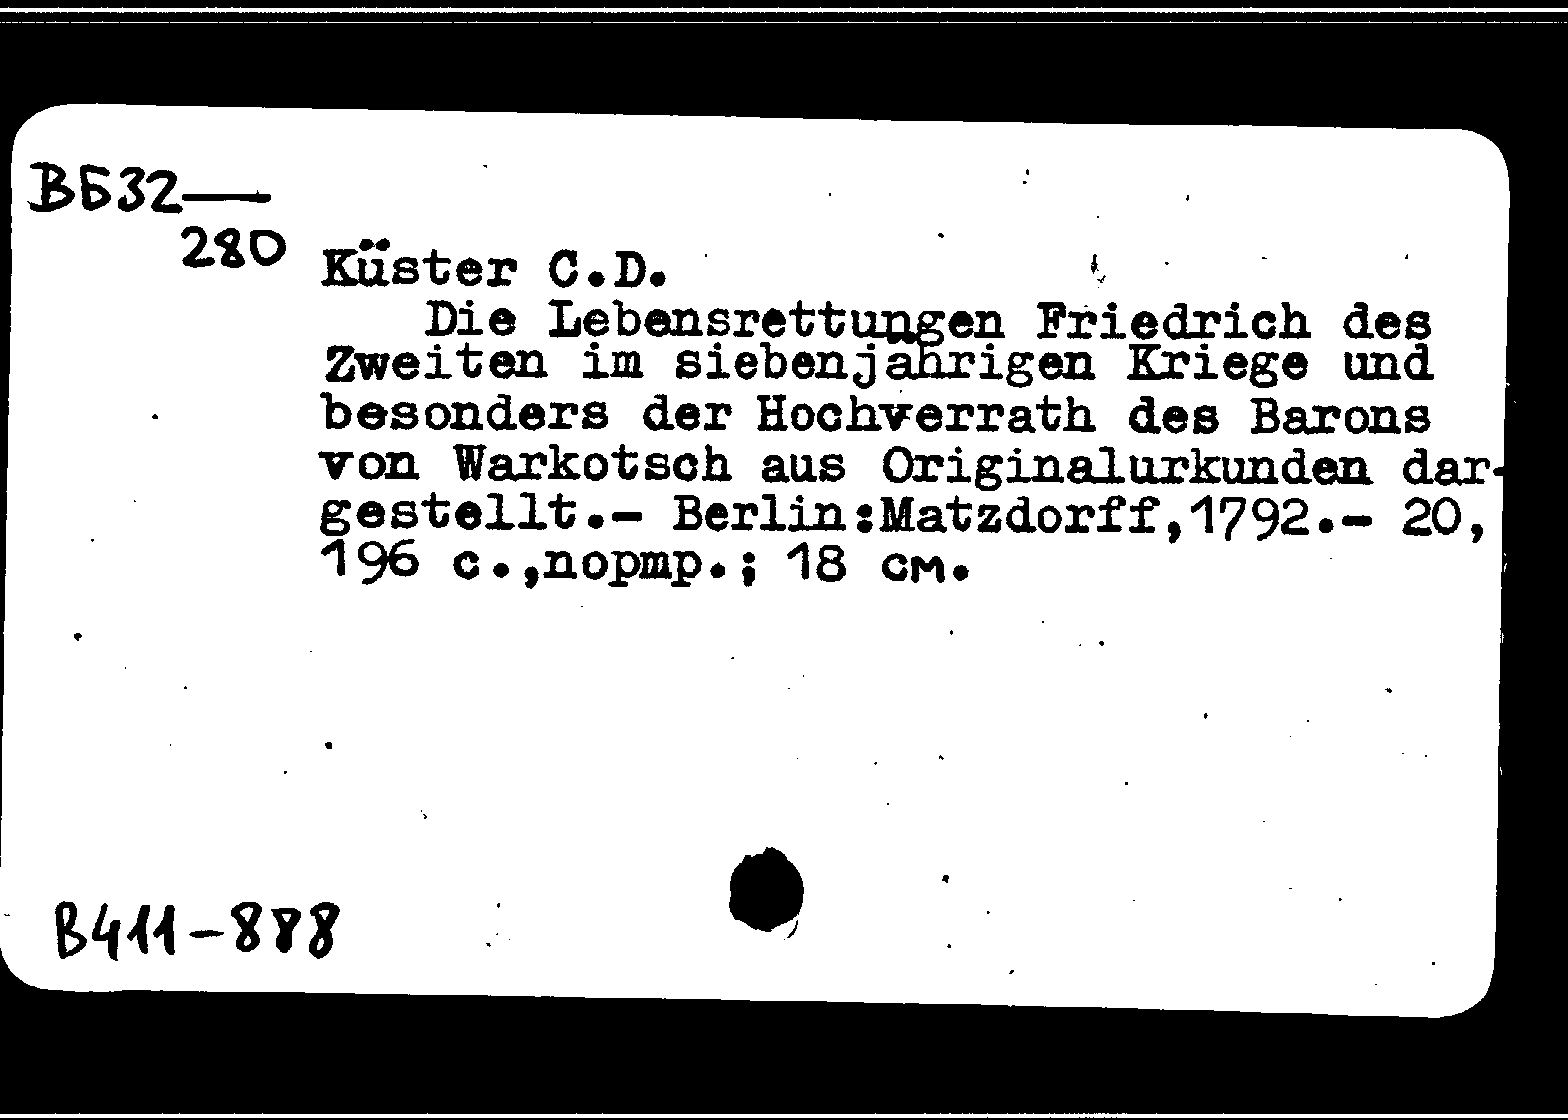 ВБ32—
280
Küster C.D.
Die Lebensrettungen Friedrich des
Zweiten im siebenjährigen Kriege und
besonders der Hochverrath des Barons
von Warkotsch aus Originalurkunden dar-
gestellt.- Berlin:Matzdorff,1792.- 20,
196 c.,nopmp.; 18 см.
В411-888